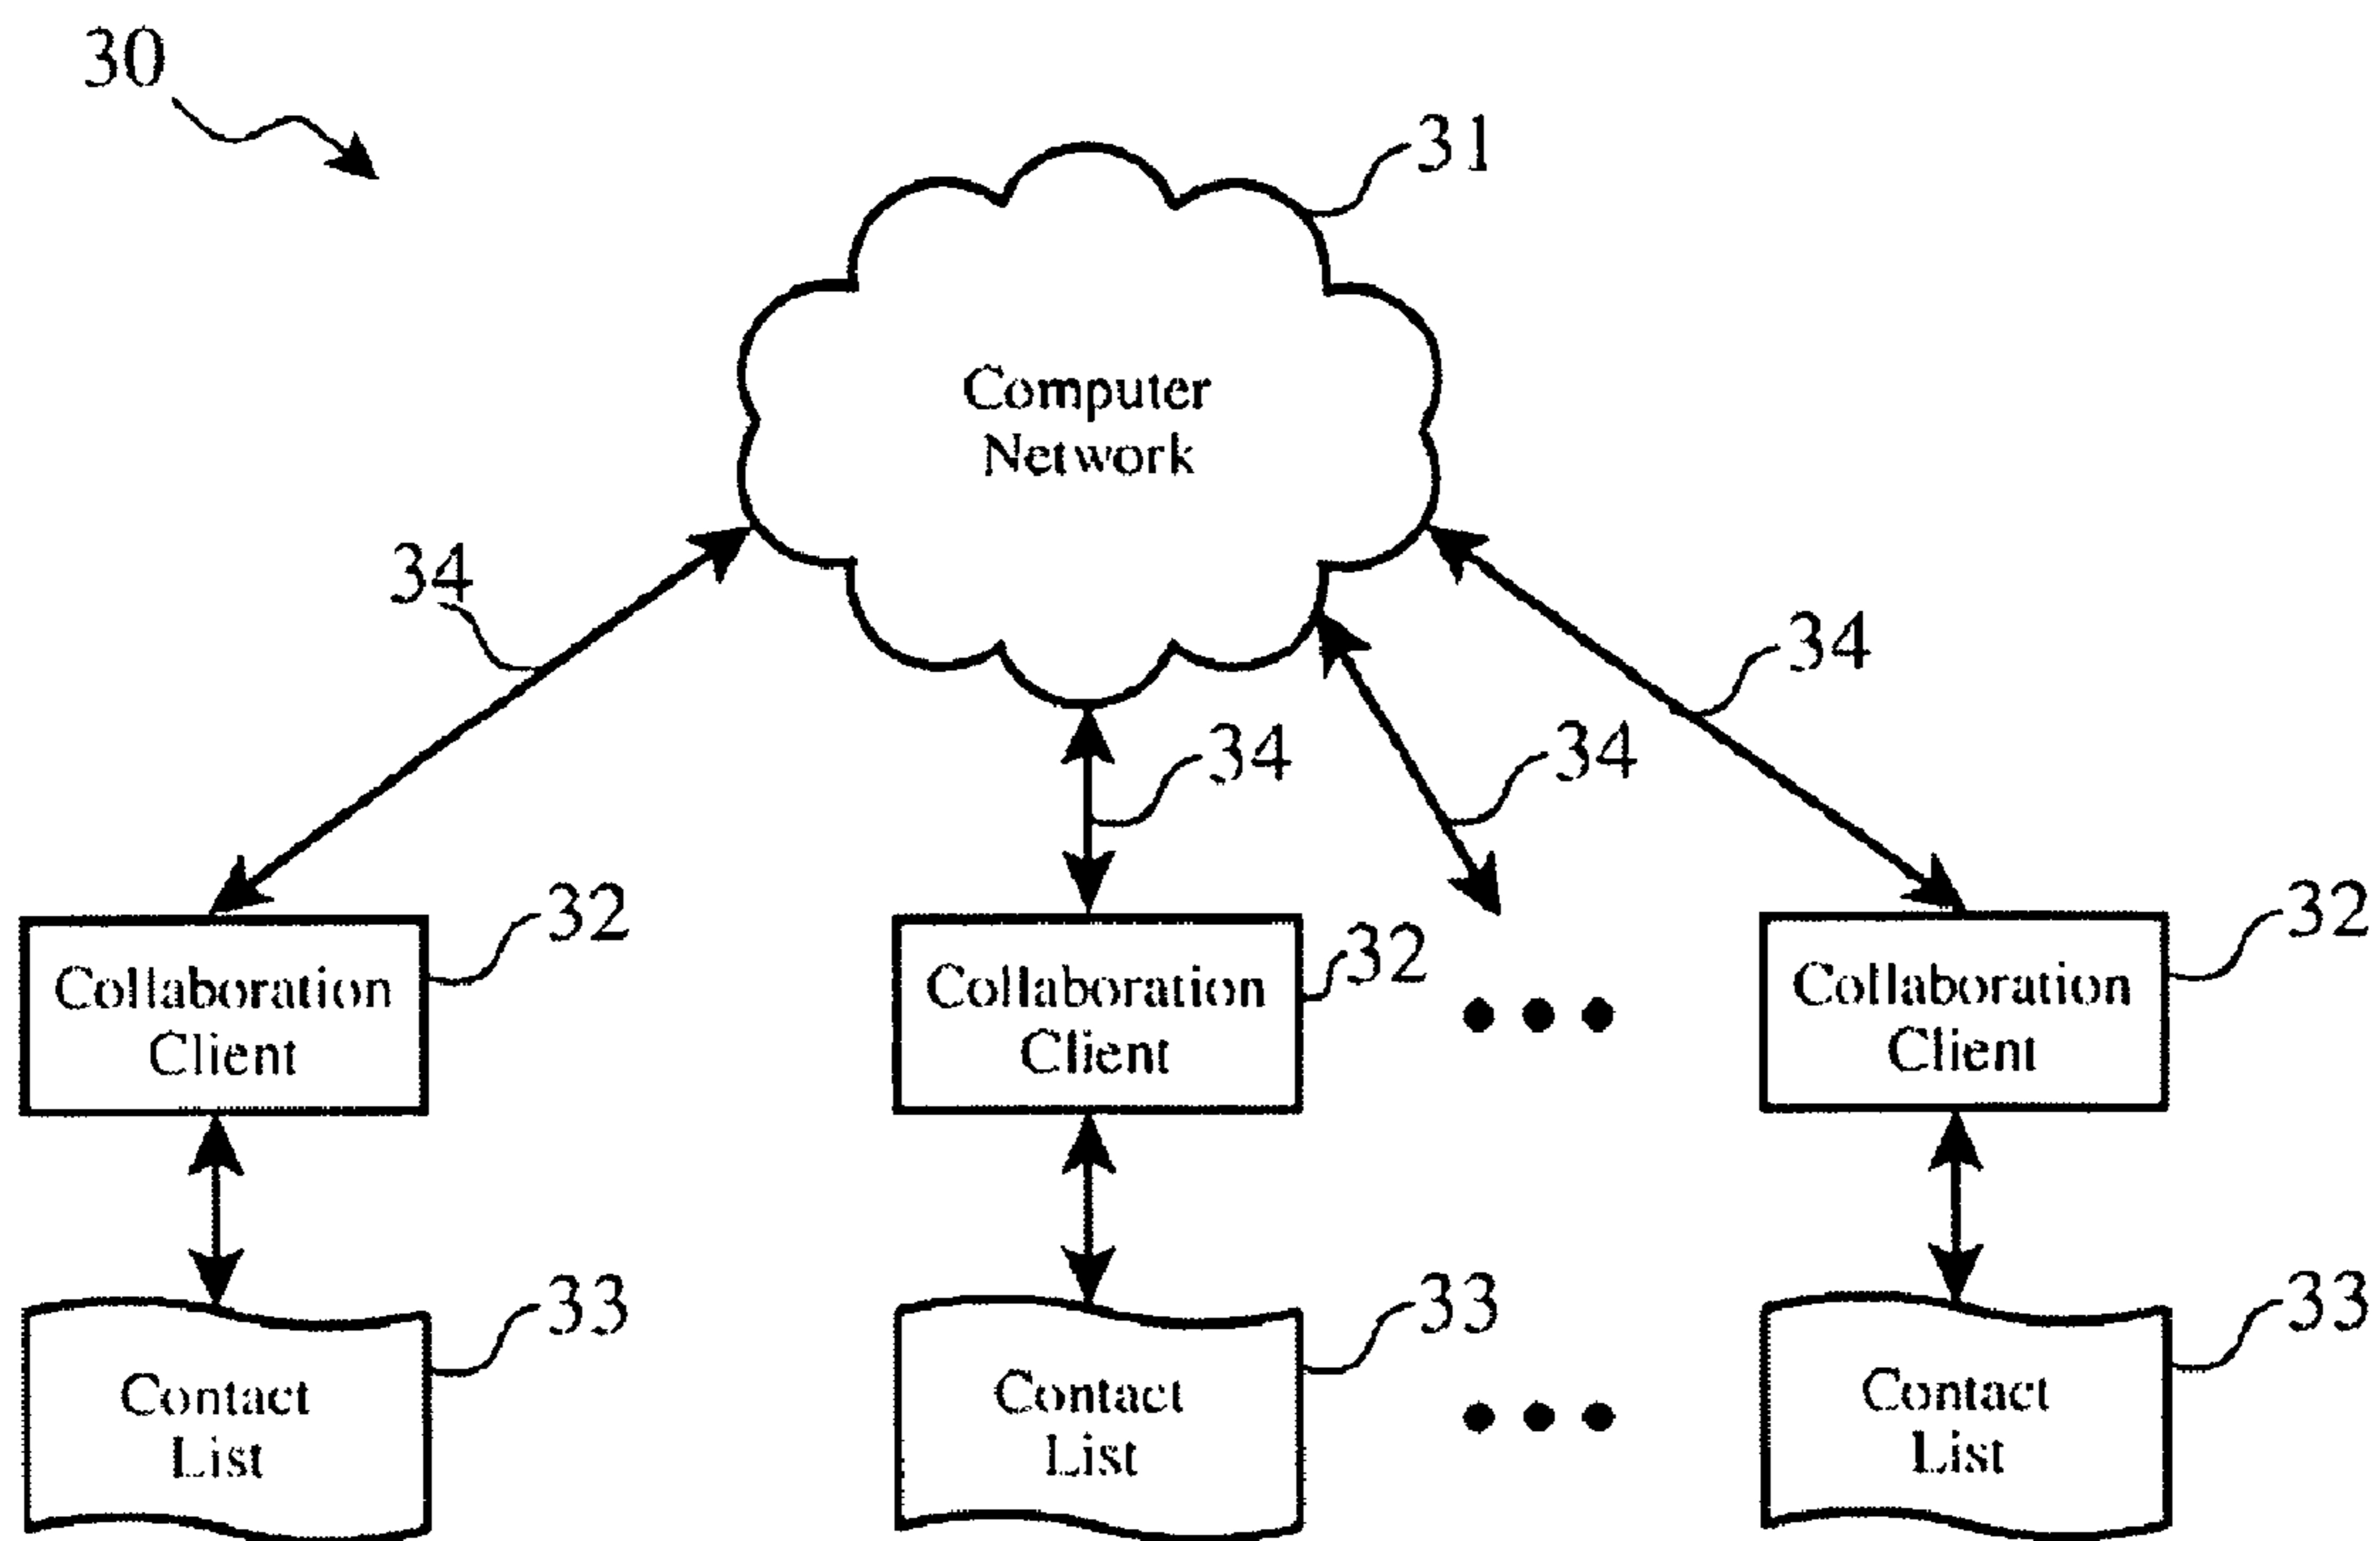 30
31
Computer
Network
34
34
34
34
32
32
32
Collaboration
Client
Collaboration
Client
Collaboration
Client
33
33
33
Contact
List
Contact
List
Contact
List